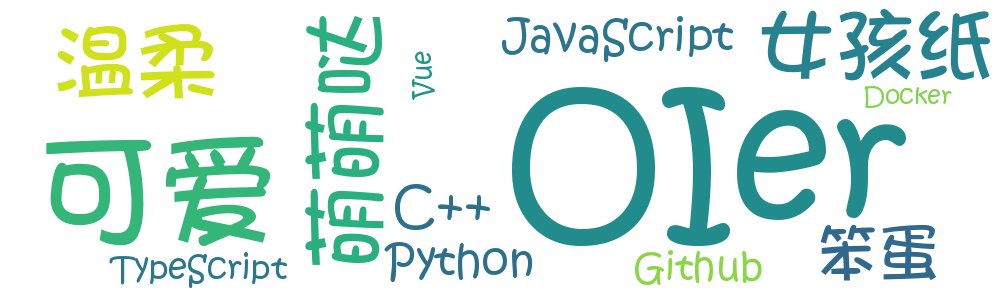 温柔
可爱
TypeScript
萌萌哒
Vue
C++
Python
JavaScript
女孩纸
Docker
OIer
Github
笨蛋